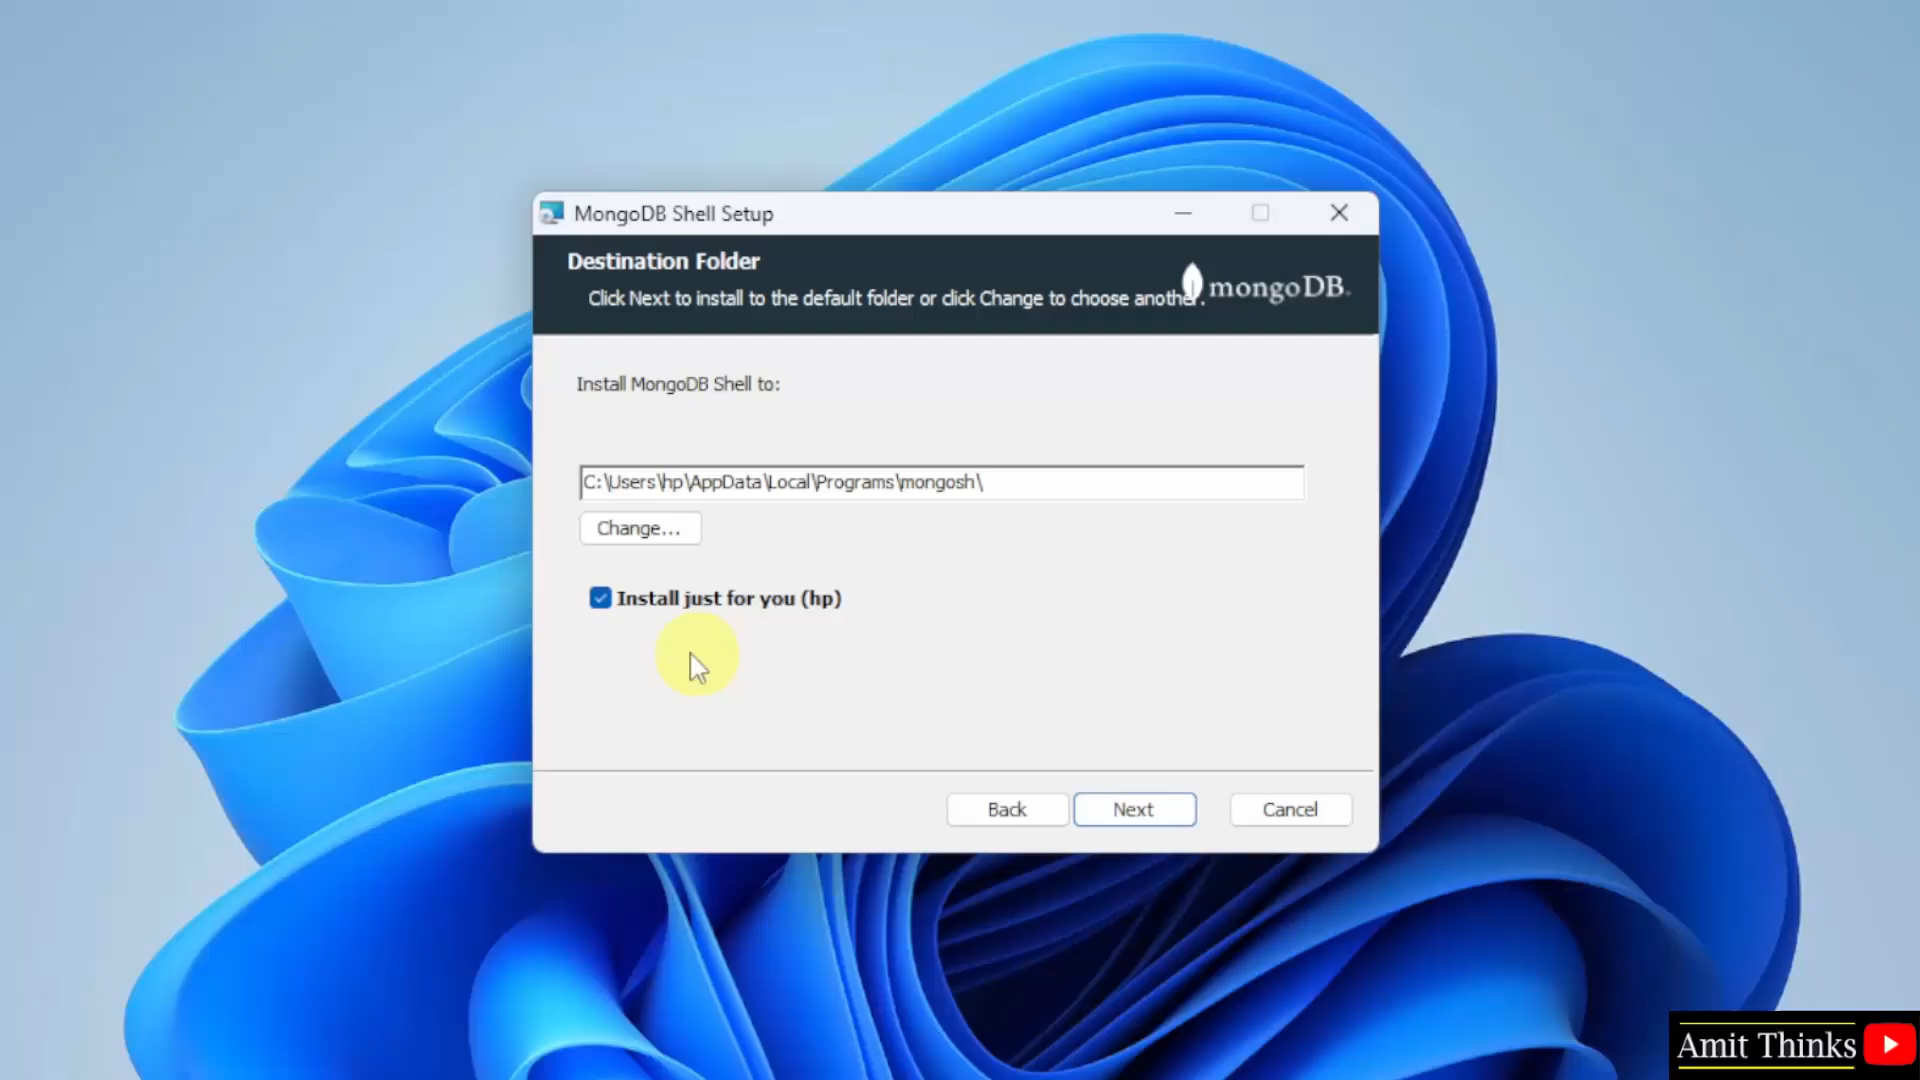 MongoDB Shell Setup
Destination Folder
Click Next to install to the default folder or click Change to choose another.
mongoDB.
Install MongoDB Shell to:
C:\Users\hp\AppData\Local\Programs\mongosh\
Change...
Install just for you (hp)
Back
Next
Cancel
Amit Thinks